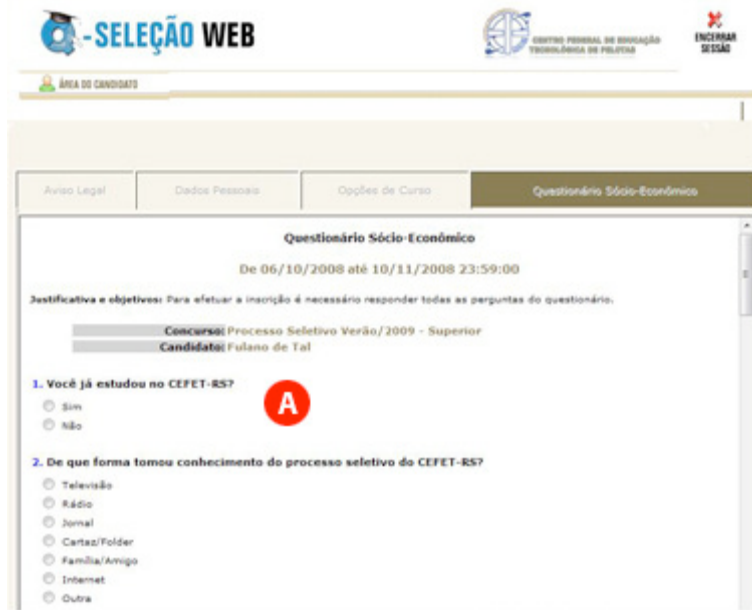 Q-SELEÇÃO WEB
CENTRO FEDERAL DE EDUCAÇÃO
TECNOLÓGICA DE PELOTAS
ENCERRAR
SESSÃO
ÁREA DO CANDIDATO
Aviso Legal
Dados Pessoais
Opções de Curso
Questionário Sócio-Econômico
Questionário Sócio-Econômico
De 06/10/2008 até 10/11/2008 23:59:00
Justificativa e objetivos: Para efetuar a inscrição é necessário responder todas as perguntas do questionário.
Concurso: Processo Seletivo Verão/2009 - Superior
Candidato: Fulano de Tal
1. Você já estudou no CEFET-RS?
A
Sim
Não
2. De que forma tomou conhecimento do processo seletivo do CEFET-RS?
Televisão
Rádio
Jornal
Cartaz/Folder
Família/Amigo
Internet
Outra